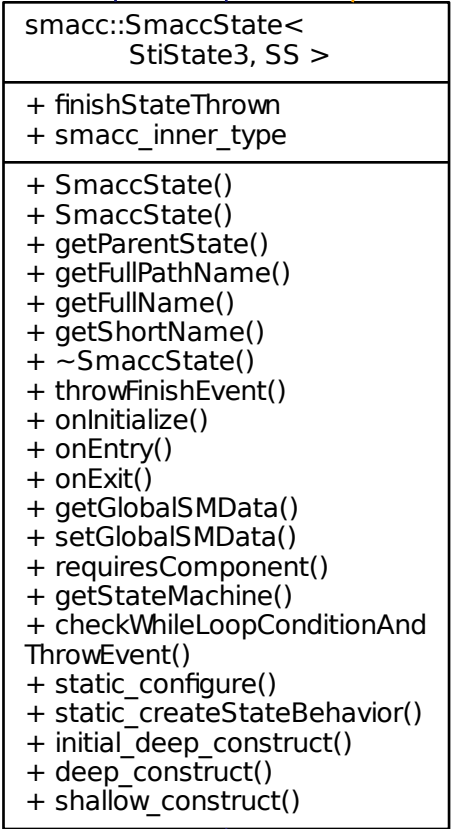 smacc::SmaccState<
StiState3, SS >
+ finishStateThrown
+ smacc_inner_type
+ SmaccState()
+ SmaccState()
+ getParentState()
+ getFullPathName()
+ getFullName()
+ getShortName()
+ ~SmaccState()
+ throwFinishEvent()
+ onInitialize()
+ onEntry()
+ onExit()
+ getGlobalSMData()
+ setGlobalSMData()
+ requiresComponent()
+ getStateMachine()
+ checkWhileLoopConditionAnd
ThrowEvent()
+ static_configure()
+ static_createStateBehavior()
+ initial_deep_construct()
+ deep_construct()
+ shallow_construct()